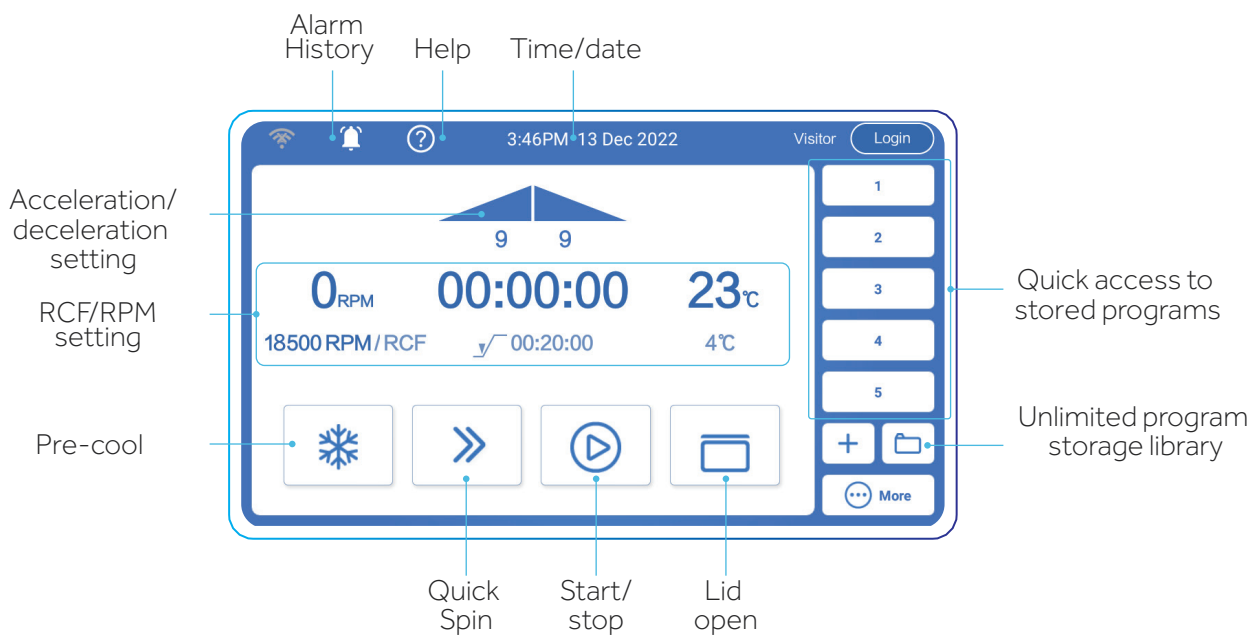 Alarm
History
Help
Time/date
3:46PM 13 Dec 2022
Visitor
Login
Acceleration/
deceleration
setting
9 9
RCF/RPM
setting
0 RPM 00:00:00 23℃
18500 RPM / RCF 00:20:00 4℃
1
2
3
4
5
Quick access to
stored programs
Pre-cool
Unlimited program
storage library
More
Quick
Spin
Start/
stop
Lid
open